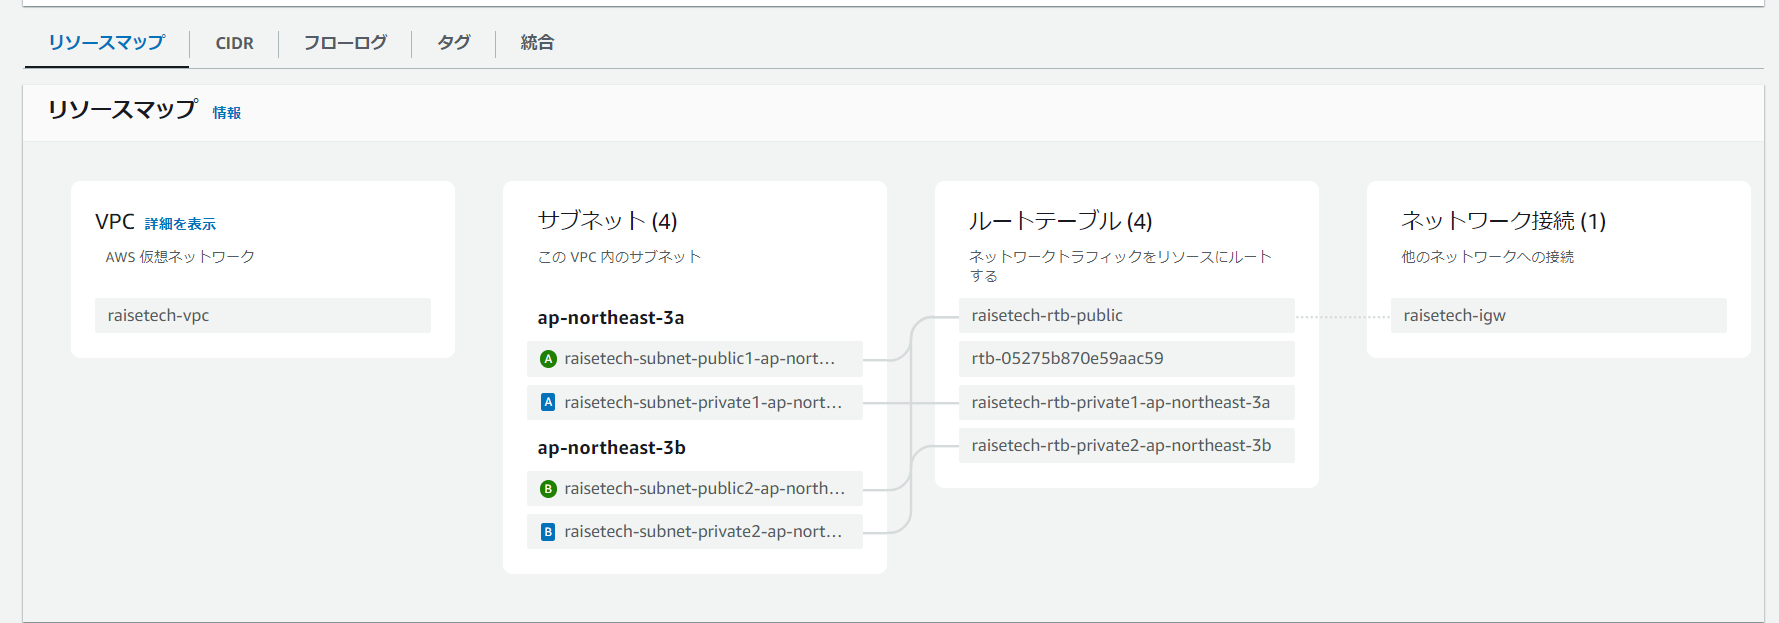 リソースマップ
CIDR
フローログ
タグ
統合
リソースマップ 情報
VPC 詳細を表示
AWS 仮想ネットワーク
raisetech-vpc
サブネット (4)
この VPC 内のサブネット
ap-northeast-3a
A raisetech-subnet-public1-ap-nort…
A raisetech-subnet-private1-ap-nort…
ap-northeast-3b
B raisetech-subnet-public2-ap-north…
B raisetech-subnet-private2-ap-nort…
ルートテーブル (4)
ネットワークトラフィックをリソースにルート
する
raisetech-rtb-public
rtb-05275b870e59aac59
raisetech-rtb-private1-ap-northeast-3a
raisetech-rtb-private2-ap-northeast-3b
ネットワーク接続 (1)
他のネットワークへの接続
raisetech-igw